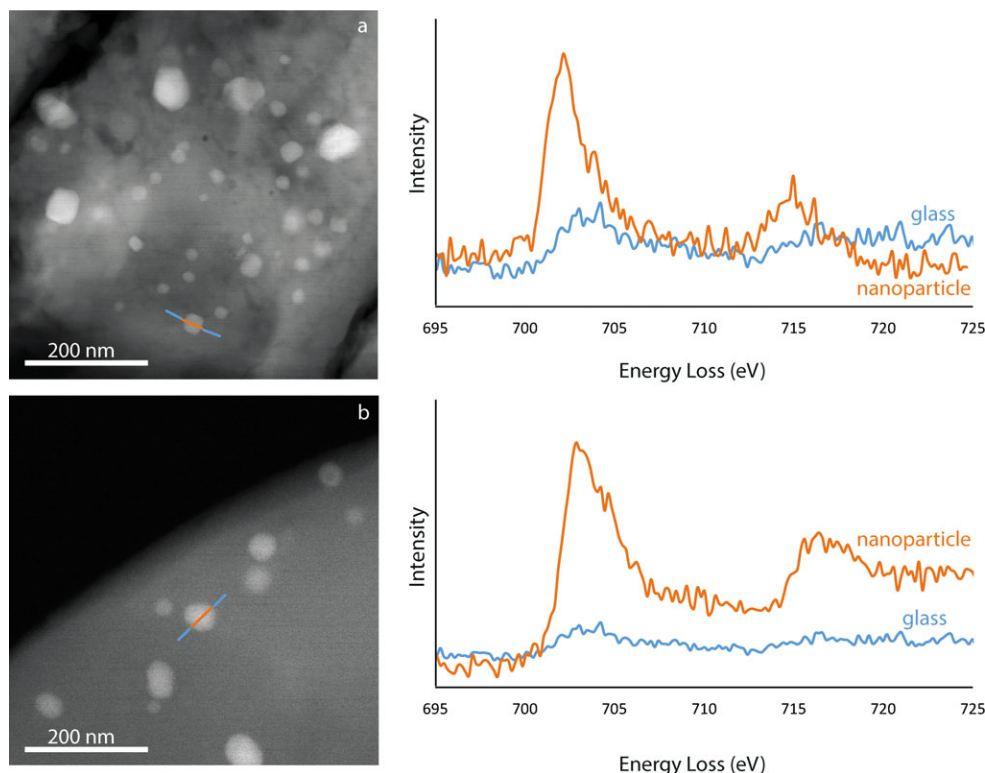 a
200 nm
Intensity
glass
nanoparticle
695 700 705 710 715 720 725
Energy Loss (eV)
b
200 nm
Intensity
nanoparticle
glass
695 700 705 710 715 720 725
Energy Loss (eV)